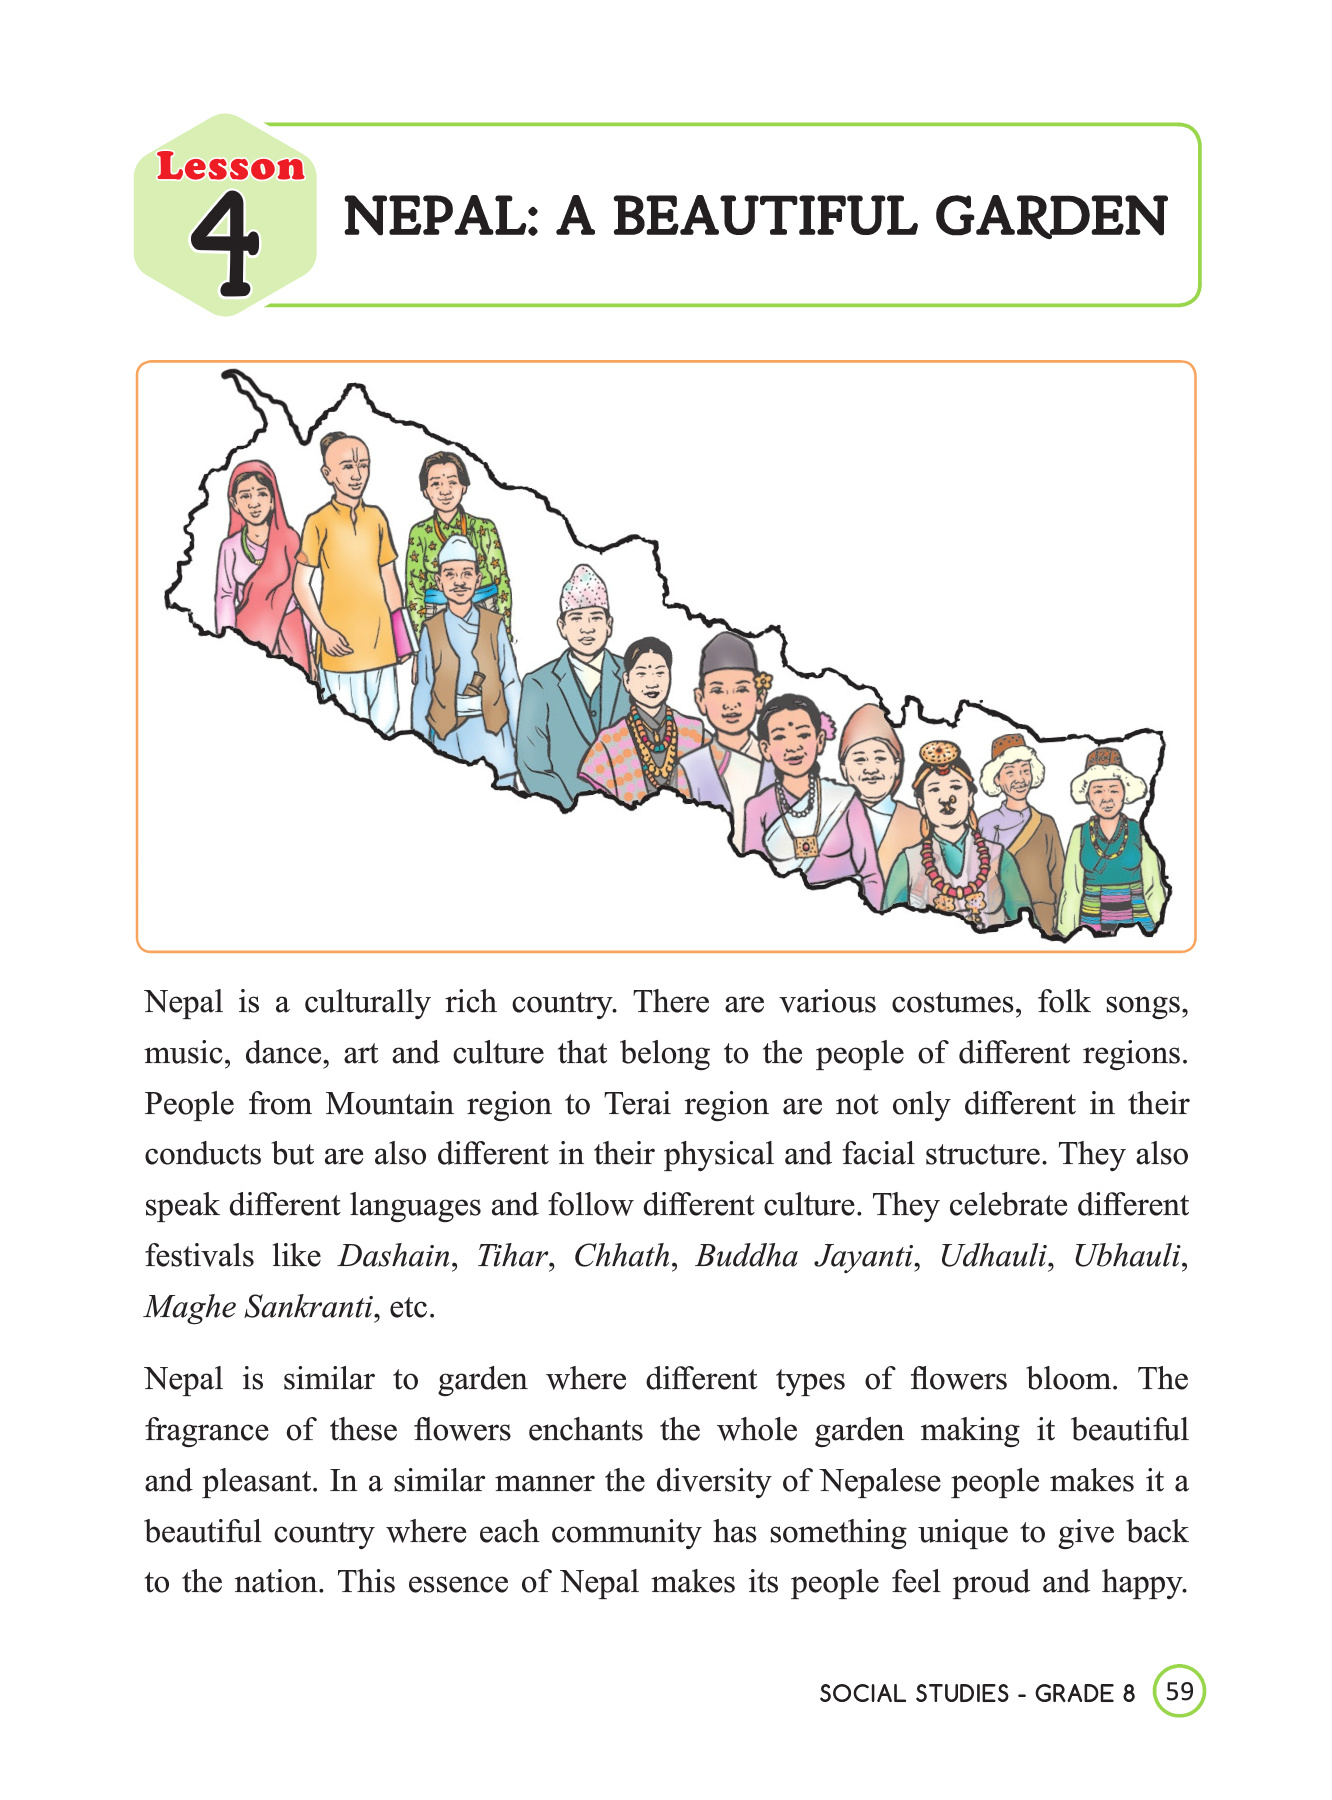 Lesson
4
NEPAL: A BEAUTIFUL GARDEN
Nepal is a culturally rich country. There are various costumes, folk songs,
music, dance, art and culture that belong to the people of different regions.
People from Mountain region to Terai region are not only different in their
conducts but are also different in their physical and facial structure. They also
speak different languages and follow different culture. They celebrate different
festivals like Dashain, Tihar, Chhath, Buddha Jayanti, Udhauli, Ubhauli,
Maghe Sankranti, etc.
Nepal is similar to garden where different types of flowers bloom. The
fragrance of these flowers enchants the whole garden making it beautiful
and pleasant. In a similar manner the diversity of Nepalese people makes it a
beautiful country where each community has something unique to give back
to the nation. This essence of Nepal makes its people feel proud and happy.
SOCIAL STUDIES - GRADE 8 59